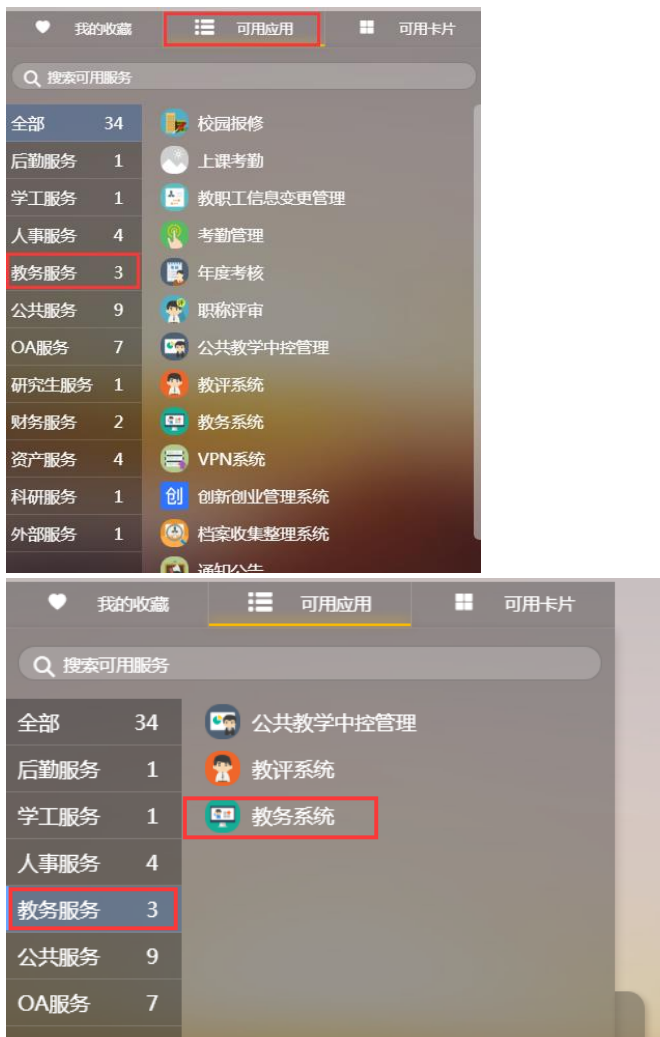 我的收藏 可用应用 可用卡片
搜索可用服务
全部 34 校园报修
后勤服务 1 上课考勤
学工服务 1 教职工信息变更管理
人事服务 4 考勤管理
教务服务 3 年度考核
公共服务 9 职称评审
OA服务 7 公共教学中控管理
研究生服务 1 教评系统
财务服务 2 教务系统
资产服务 4 VPN系统
科研服务 1 创 创新创业管理系统
外部服务 1 档案收集整理系统
通知公告
我的收藏 可用应用 可用卡片
搜索可用服务
全部 34 公共教学中控管理
后勤服务 1 教评系统
学工服务 1 教务系统
人事服务 4
教务服务 3
公共服务 9
OA服务 7